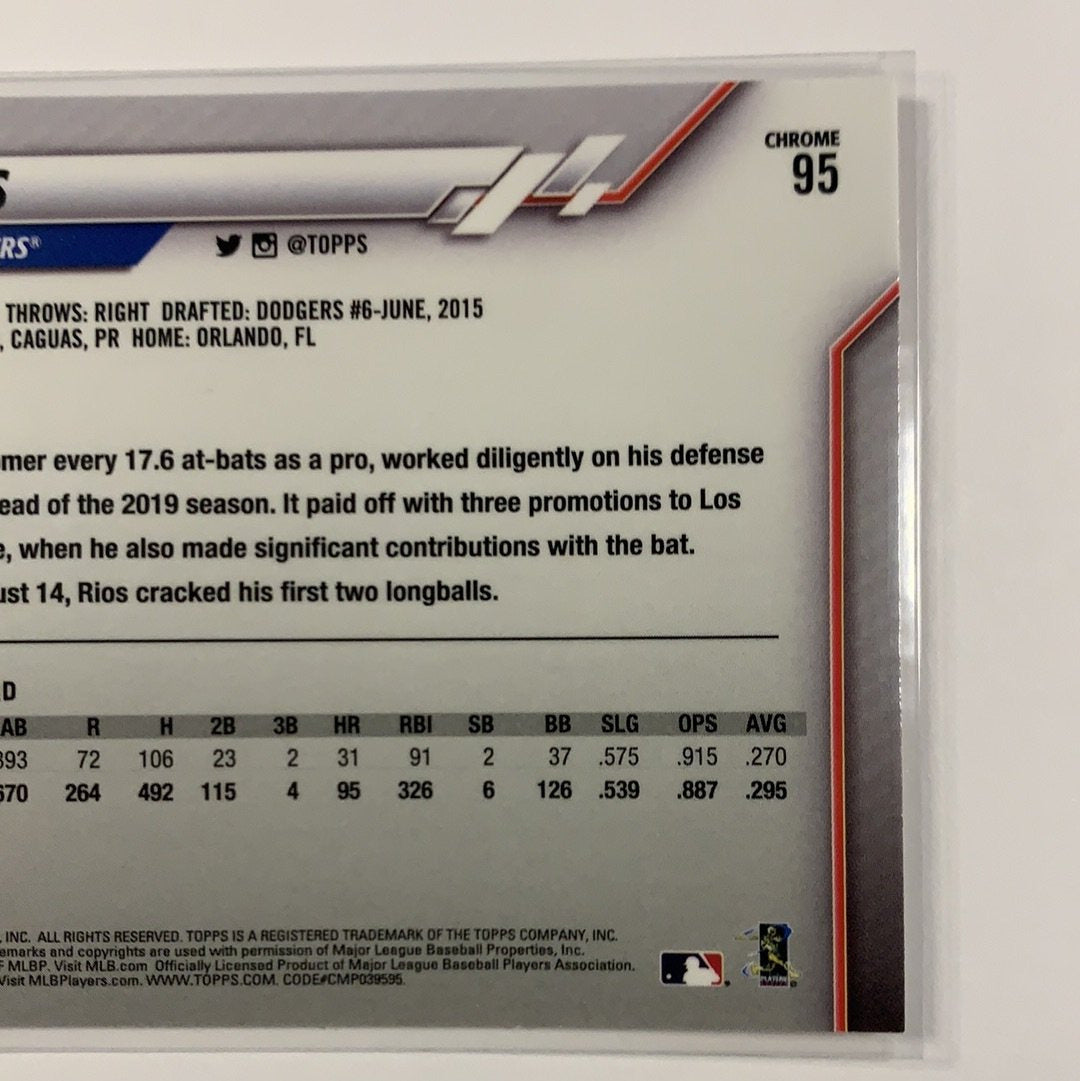 CHROME
95
S
RS®
@TOPPS
THROWS: RIGHT DRAFTED: DODGERS #6-JUNE, 2015
, CAGUAS, PR HOME: ORLANDO, FL
mer every 17.6 at-bats as a pro, worked diligently on his defense
ead of the 2019 season. It paid off with three promotions to Los
e, when he also made significant contributions with the bat.
ust 14, Rios cracked his first two longballs.
D
AB R H 2B 3B HR RBI SB BB SLG OPS AVG
393 72 106 23 2 31 91 2 37 .575 .915 .270
670 264 492 115 4 95 326 6 126 .539 .887 .295
, INC. ALL RIGHTS RESERVED. TOPPS IS A REGISTERED TRADEMARK OF THE TOPPS COMPANY, INC.
emarks and copyrights are used with permission of Major League Baseball Properties, Inc.
F MLBP. Visit MLB.com Officially Licensed Product of Major League Baseball Players Association.
Visit MLBPlayers.com. WWW.TOPPS.COM. CODE#CMP039595.